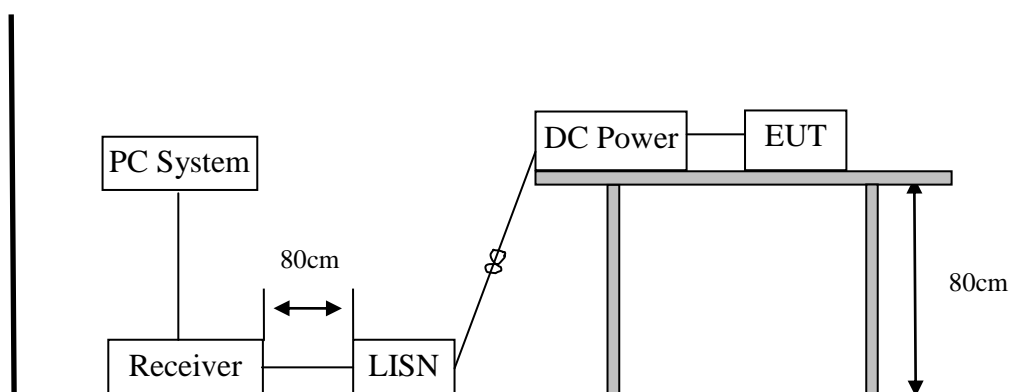 DC Power
EUT
PC System
80cm
80cm
Receiver
LISN